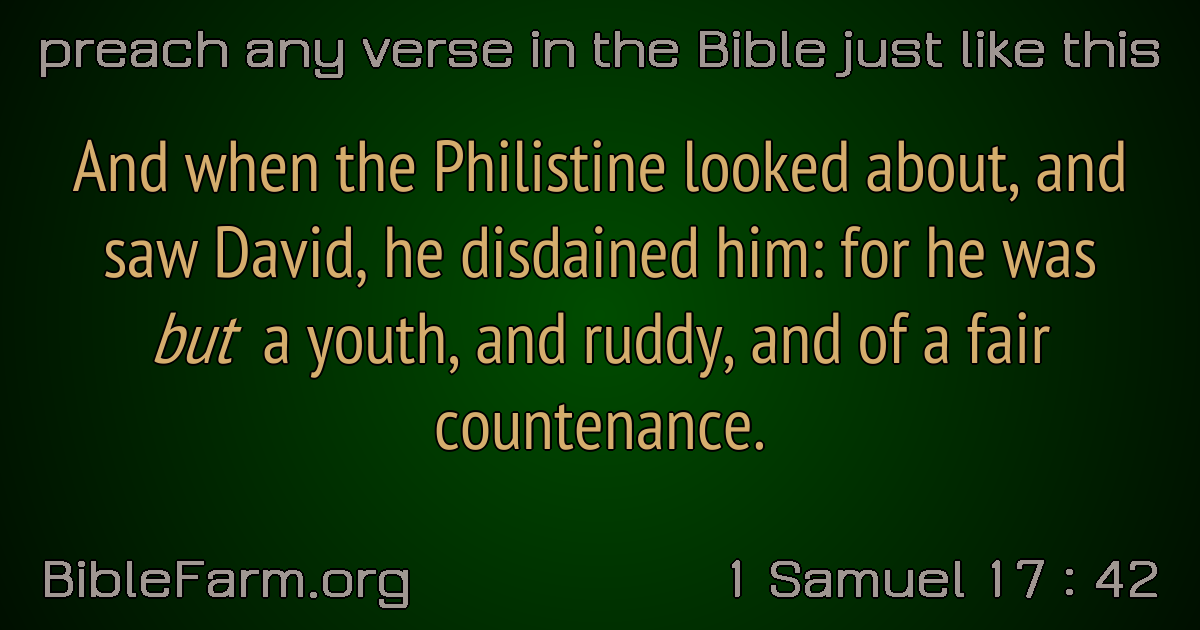 preach any verse in the Bible just like this
And when the Philistine looked about, and
saw David, he disdained him: for he was
but a youth, and ruddy, and of a fair
countenance.
BibleFarm.org
1 Samuel 17 : 42